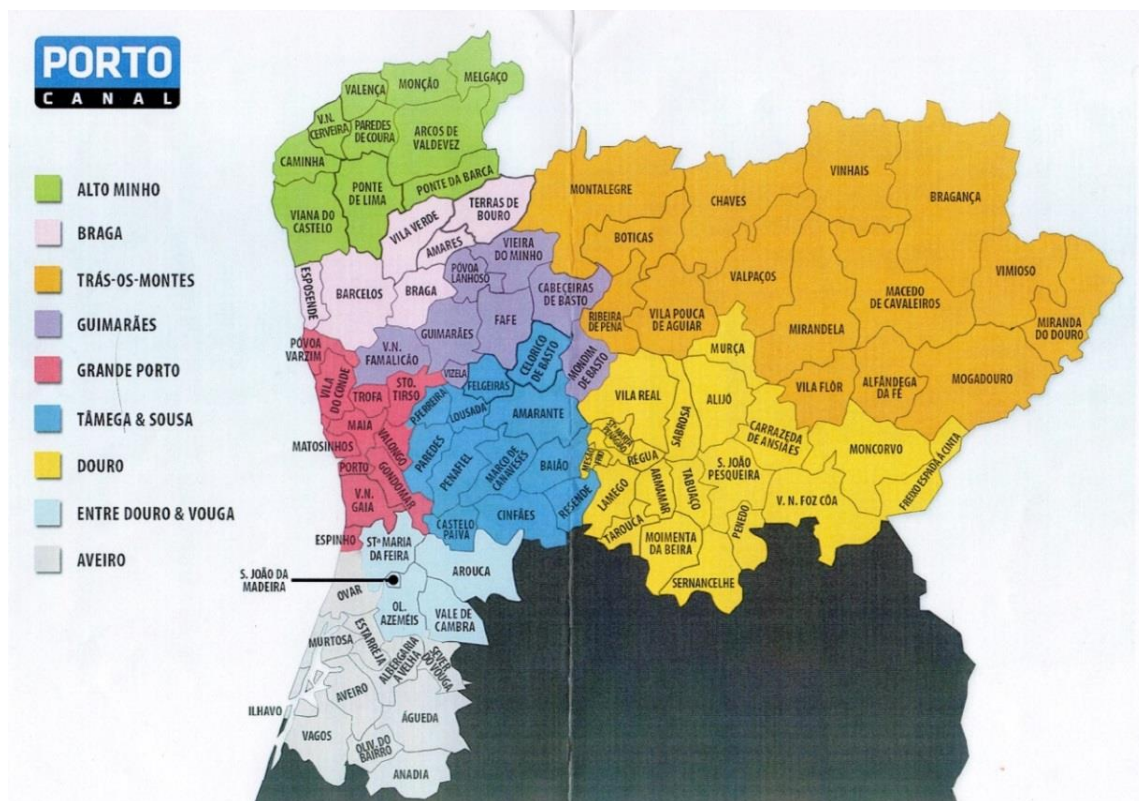 PORTO
CANAL
ALTO MINHO
BRAGA
TRÁS-OS-MONTES
GUIMARÃES
GRANDE PORTO
TÂMEGA & SOUSA
DOURO
ENTRE DOURO & VOUGA
AVEIRO
MELGAÇO
MONÇÃO
VALENÇA
V.N.
CERVEIRA
PAREDES
DE COURA
ARCOS DE
VALDEVEZ
CAMINHA
PONTE
DE LIMA
PONTE DA BARCA
VIANA DO
CASTELO
TERRAS DE
BOURO
VILA VERDE
AMARES
ESPOSENDE
BARCELOS
BRAGA
VIEIRA
DO MINHO
PÓVOA
LANHOSO
CABECEIRAS
DE BASTO
GUIMARÃES
FAFE
V.N.
FAMALICÃO
VIZELA
MONDIM
DE BASTO
MONTALEGRE
CHAVES
VINHAIS
BRAGANÇA
BOTICAS
VALPAÇOS
VIMIOSO
MACEDO
DE CAVALEIROS
RIBEIRA
DE PENA
VILA POUCA
DE AGUIAR
MIRANDELA
MIRANDA
DO DOURO
VILA FLÔR
ALFÂNDEGA
DA FÉ
MOGADOURO
PÓVOA
VARZIM
VILA
DO CONDE
STO.
TIRSO
TROFA
MAIA
MATOSINHOS
VALONGO
PORTO
GONDOMAR
V.N.
GAIA
ESPINHO
CELORICO
DE BASTO
FELGEIRAS
P.FERREIRA
LOUSADA
AMARANTE
PAREDES
PENAFIEL
MARCO DE
CANAVESES
BAIÃO
CINFÃES
RESENDE
CASTELO
PAIVA
MURÇA
VILA REAL
ALIJÓ
SABROSA
CARRAZEDA
DE ANSIÃES
MONCORVO
FREIXO ESPADA À CINTA
RÉGUA
S. JOÃO
PESQUEIRA
V. N. FOZ CÔA
LAMEGO
ARMAMAR
TABUAÇO
TAROUCA
MOIMENTA
DA BEIRA
PENEDO
SERNANCELHE
STª MARIA
DA FEIRA
AROUCA
S. JOÃO DA
MADEIRA
OL.
AZEMÉIS
VALE DE
CAMBRA
OVAR
MURTOSA
ESTARREJA
ALBERGARIA
A VELHA
SEVER
DO VOUGA
AVEIRO
ILHAVO
ÁGUEDA
VAGOS
OLIV. DO
BAIRRO
ANADIA